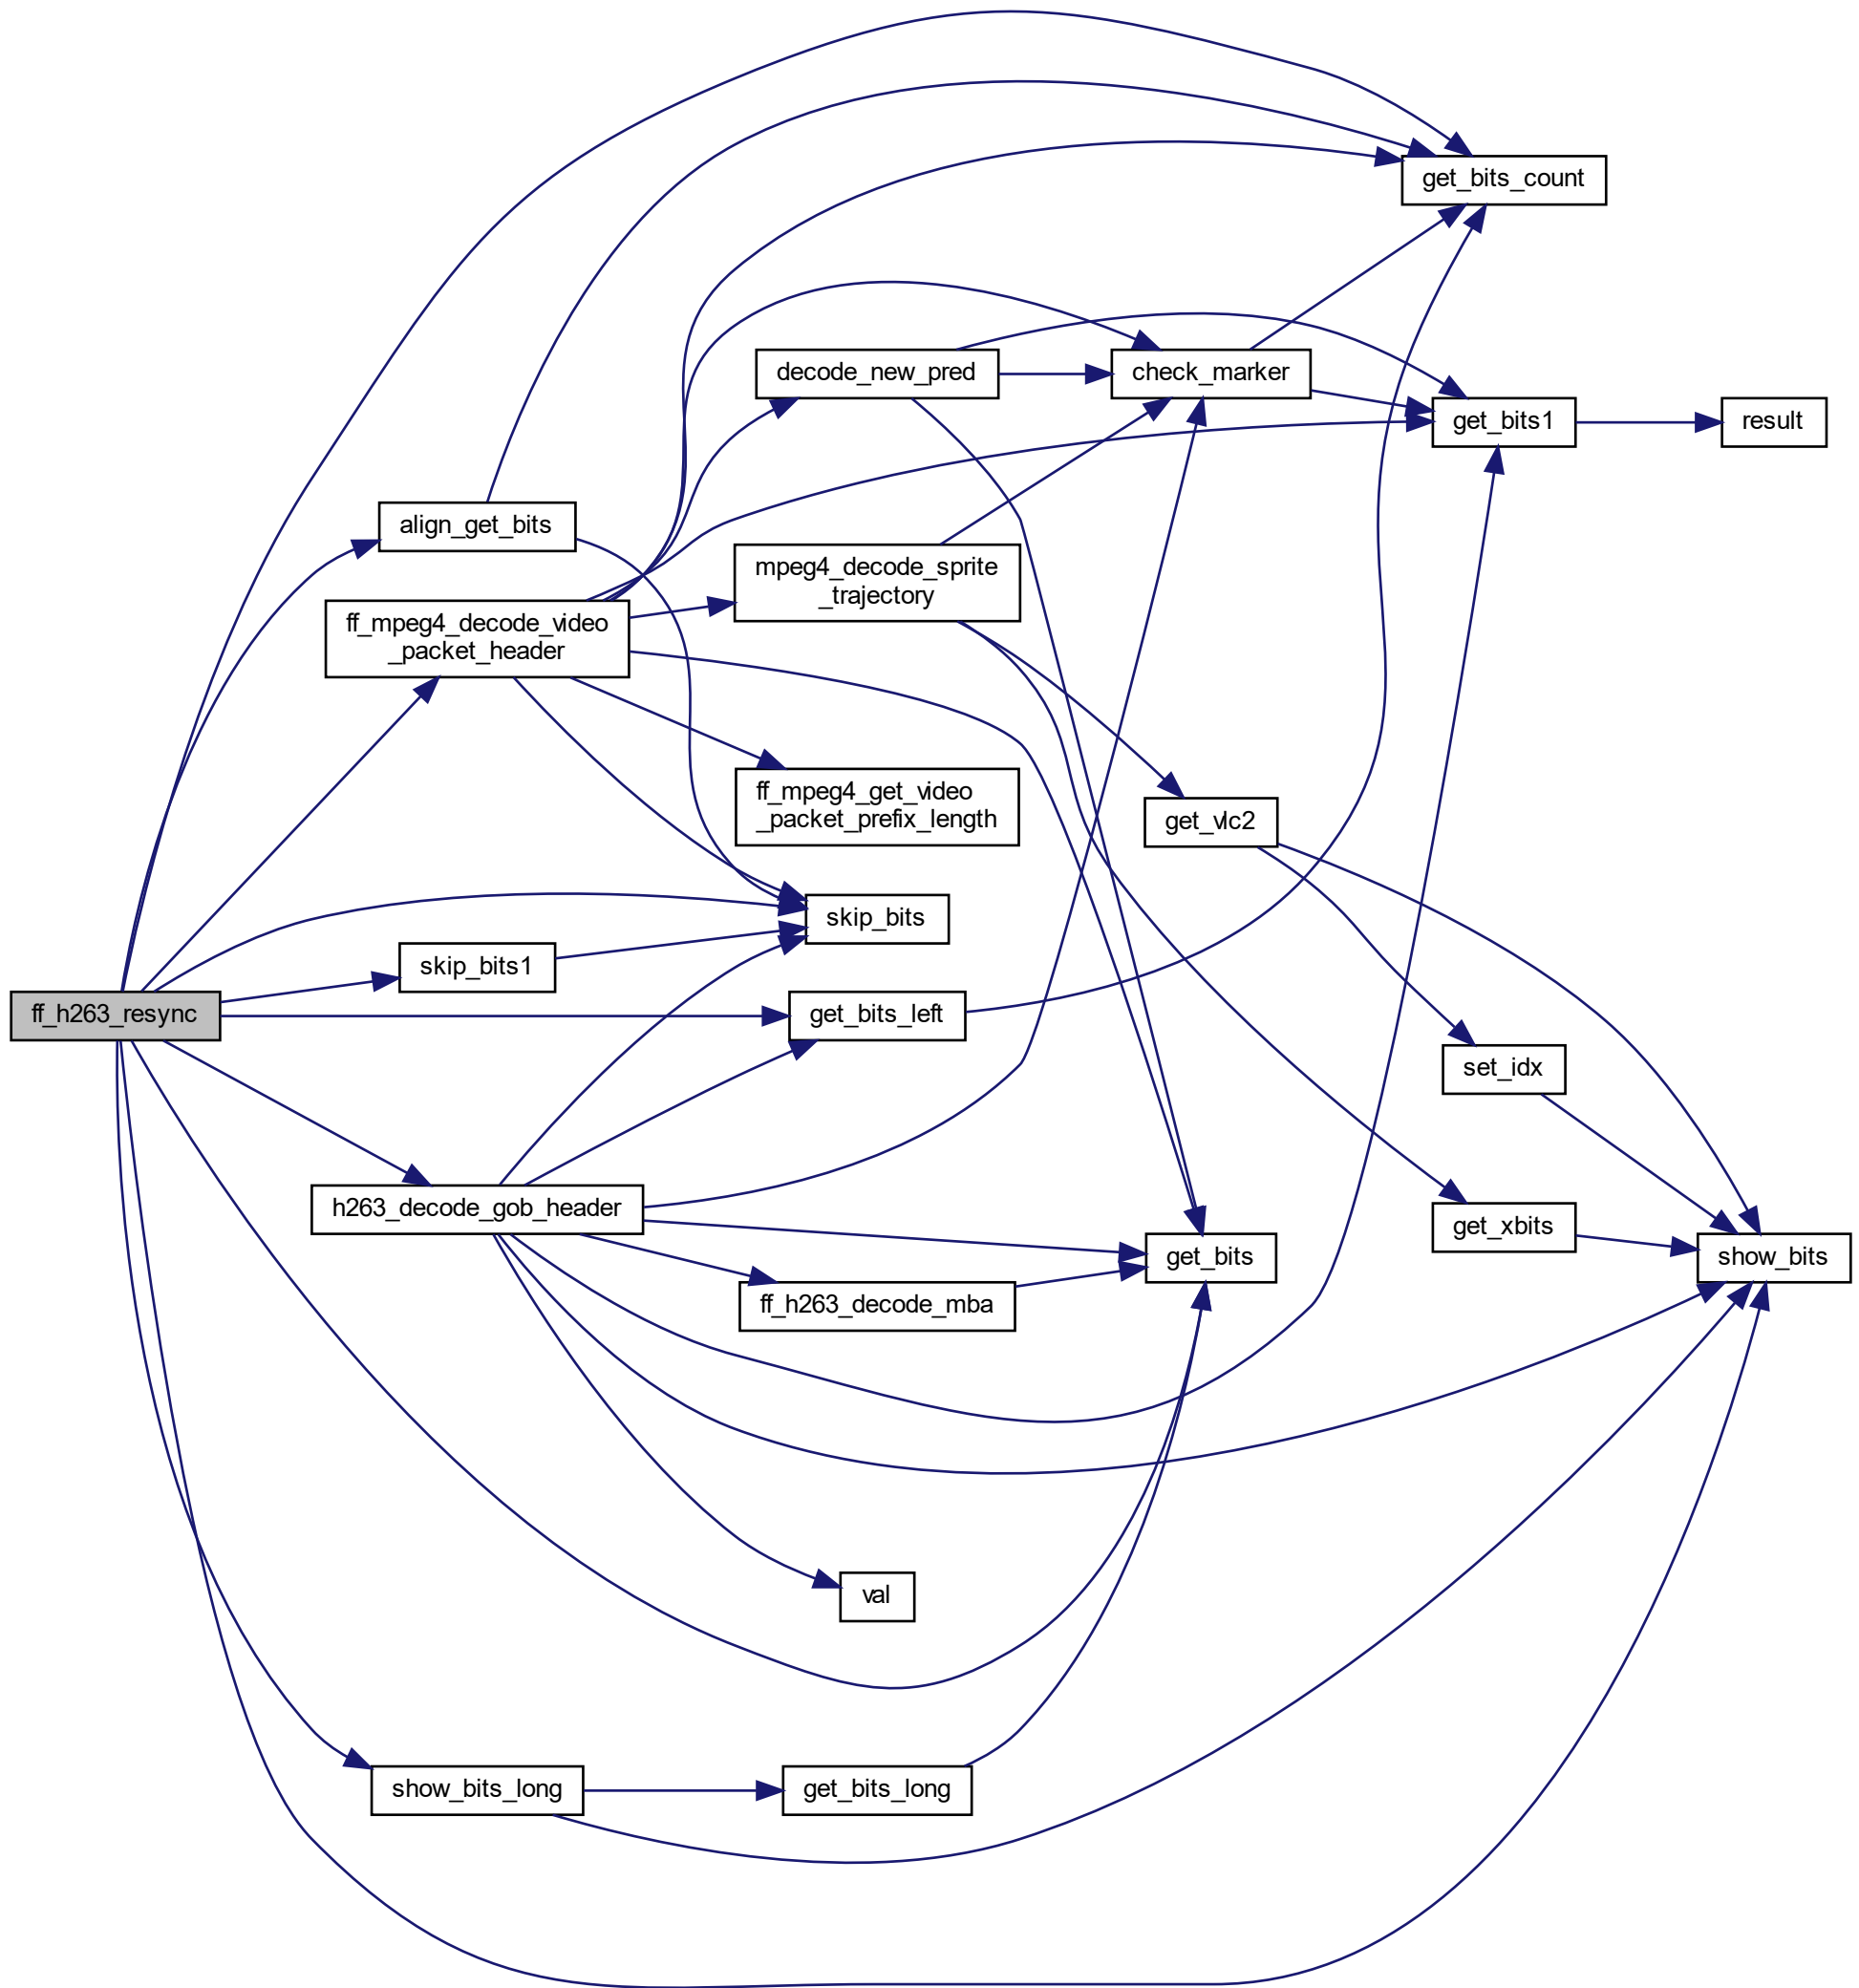 get_bits_count
decode_new_pred
check_marker
get_bits1
result
align_get_bits
mpeg4_decode_sprite
_trajectory
ff_mpeg4_decode_video
_packet_header
ff_mpeg4_get_video
_packet_prefix_length
get_vlc2
skip_bits
skip_bits1
ff_h263_resync
get_bits_left
set_idx
h263_decode_gob_header
get_xbits
show_bits
get_bits
ff_h263_decode_mba
val
show_bits_long
get_bits_long